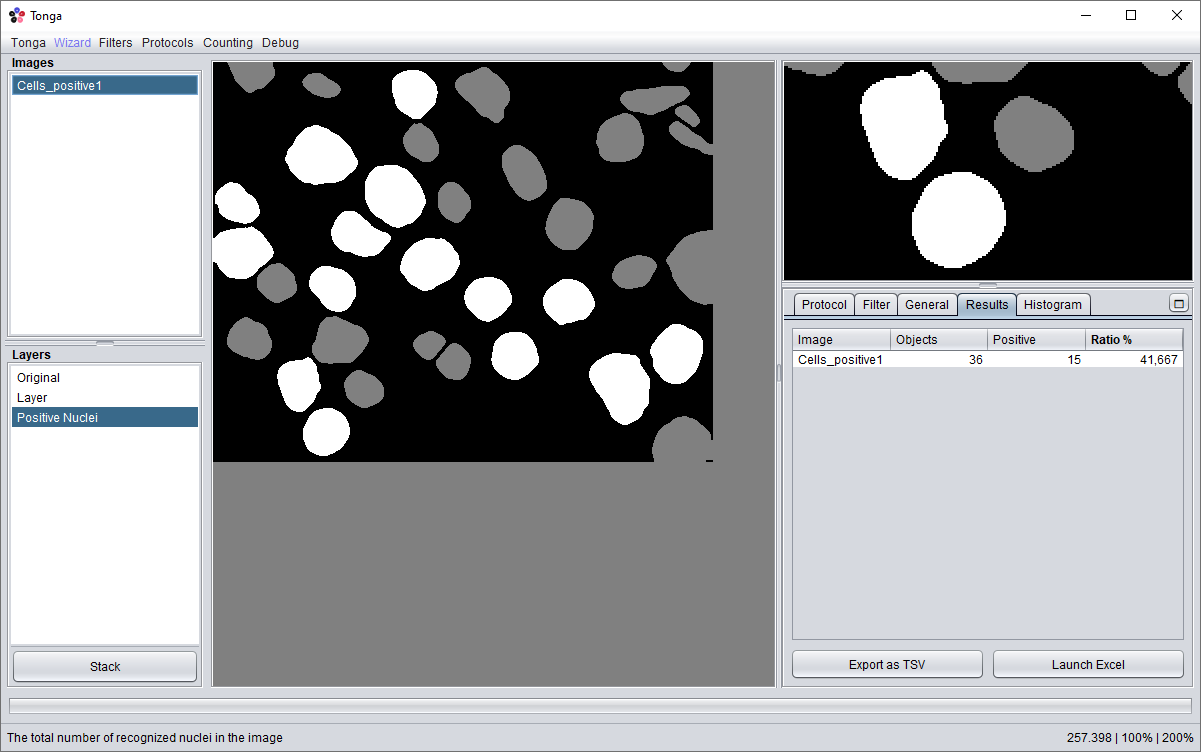 Tonga
Tonga Wizard Filters Protocols Counting Debug
Images
Cells_positive1
Layers
Original
Layer
Positive Nuclei
Stack
Protocol Filter General Results Histogram
Image Objects Positive Ratio %
Cells_positive1 36 15 41,667
Export as TSV Launch Excel
The total number of recognized nuclei in the image 257.398 | 100% | 200%